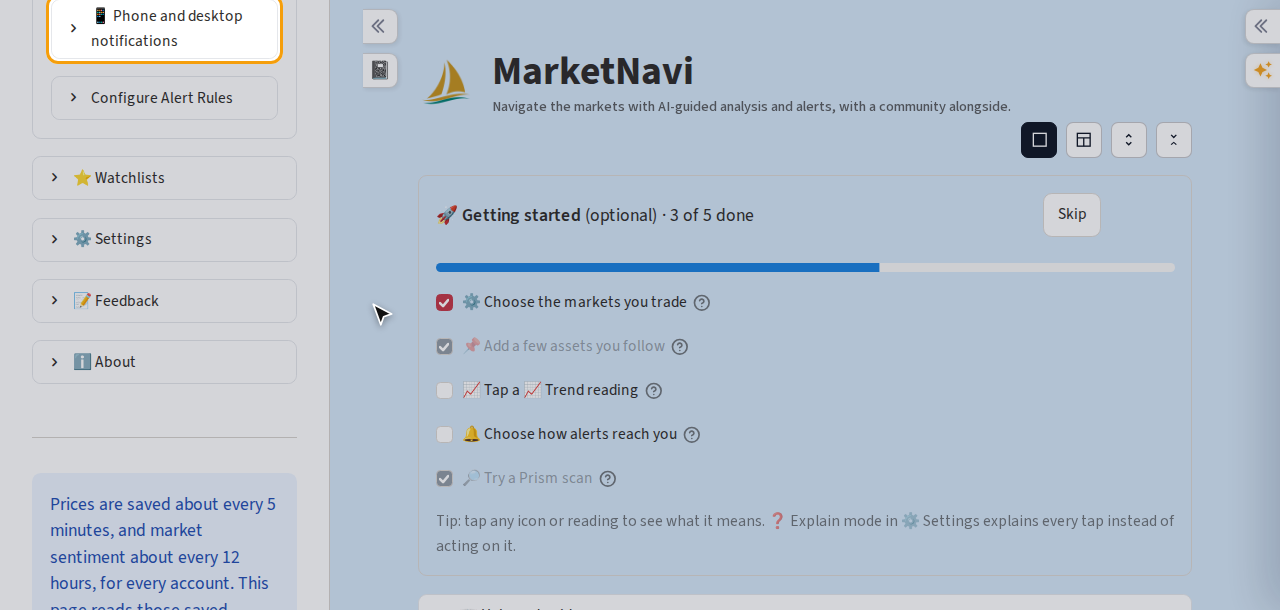 📱 Phone and desktop
notifications
Configure Alert Rules
⭐ Watchlists
⚙️ Settings
📝 Feedback
ℹ️ About
Prices are saved about every 5
minutes, and market
sentiment about every 12
hours, for every account. This
page reads those saved
MarketNavi
Navigate the markets with AI-guided analysis and alerts, with a community alongside.
🚀 Getting started (optional) · 3 of 5 done
Skip
⚙️ Choose the markets you trade
📌 Add a few assets you follow
📈 Tap a 📈 Trend reading
🔔 Choose how alerts reach you
🔎 Try a Prism scan
Tip: tap any icon or reading to see what it means. ❓ Explain mode in ⚙️ Settings explains every tap instead of
acting on it.